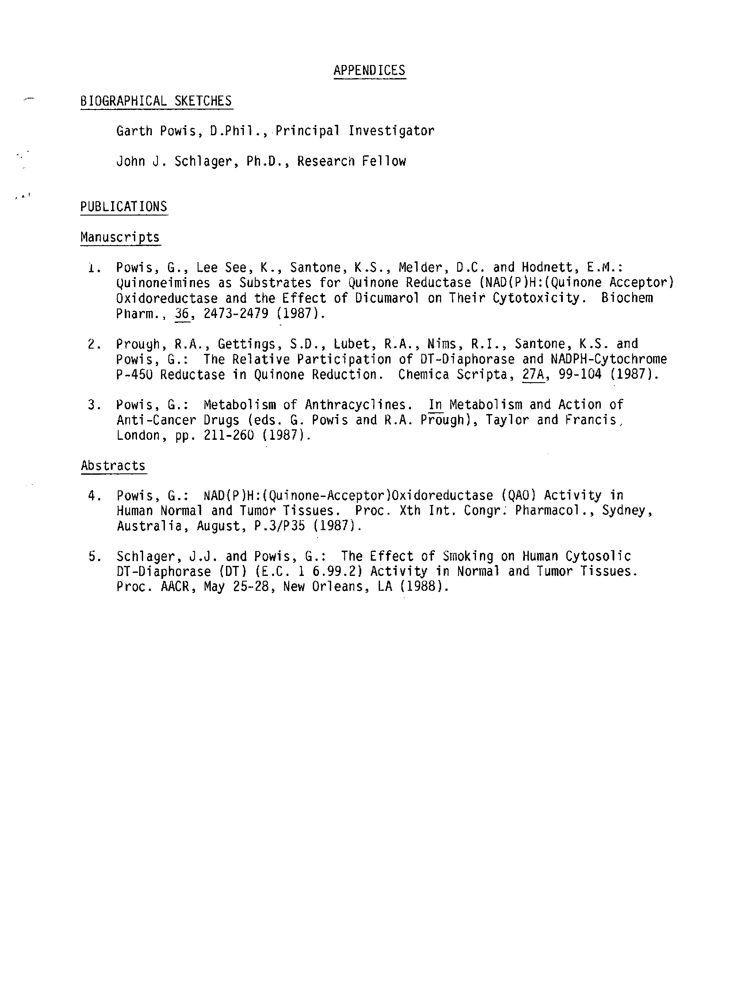 APPENDICES
BIOGRAPHICAL SKETCHES
Garth Powis, D.Phil., Principal Investigator
John J. Schlager, Ph.D., Research Fellow
PUBLICATIONS
Manuscripts
1. Powis, G., Lee See, K., Santone, K.S., Melder, D.C. and Hodnett, E.M.:
Quinoneimines as Substrates for Quinone Reductase (NAD(P)H:(Quinone Acceptor)
Oxidoreductase and the Effect of Dicumarol on Their Cytotoxicity. Biochem
Pharm., 36, 2473-2479 (1987).
2. Prough, R.A., Gettings, S.D., Lubet, R.A., Nims, R.I., Santone, K.S. and
Powis, G.: The Relative Participation of DT-Diaphorase and NADPH-Cytochrome
P-450 Reductase in Quinone Reduction. Chemica Scripta, 27A, 99-104 (1987).
3. Powis, G.: Metabolism of Anthracyclines. In Metabolism and Action of
Anti-Cancer Drugs (eds. G. Powis and R.A. Prough), Taylor and Francis,
London, pp. 211-260 (1987).
Abstracts
4. Powis, G.: NAD(P)H:(Quinone-Acceptor)Oxidoreductase (QAO) Activity in
Human Normal and Tumor Tissues. Proc. Xth Int. Congr. Pharmacol., Sydney,
Australia, August, P.3/P35 (1987).
5. Schlager, J.J. and Powis, G.: The Effect of Smoking on Human Cytosolic
DT-Diaphorase (DT) (E.C. 1 6.99.2) Activity in Normal and Tumor Tissues.
Proc. AACR, May 25-28, New Orleans, LA (1988).